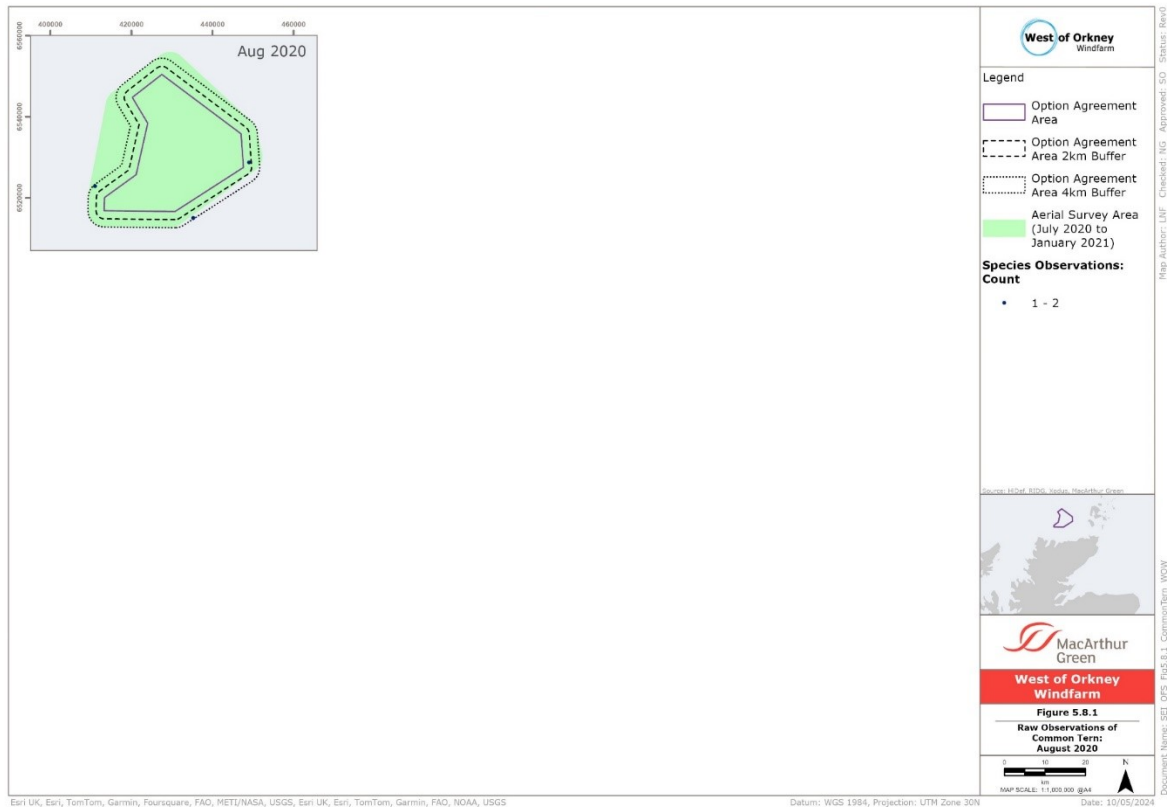 400000 420000 440000 460000
6560000
6540000
6520000
Aug 2020
West of Orkney
Windfarm
Legend
Option Agreement
Area
Option Agreement
Area 2km Buffer
Option Agreement
Area 4km Buffer
Aerial Survey Area
(July 2020 to
January 2021)
Species Observations:
Count
1 - 2
Source: HiDef, RIDG, Xodus, MacArthur Green
MacArthur
Green
West of Orkney
Windfarm
Figure 5.8.1
Raw Observations of
Common Tern:
August 2020
0 10 20
km
MAP SCALE: 1:1,000,000 @A4
N
Esri UK, Esri, TomTom, Garmin, Foursquare, FAO, METI/NASA, USGS, Esri UK, Esri, TomTom, Garmin, FAO, NOAA, USGS
Datum: WGS 1984, Projection: UTM Zone 30N
Date: 10/05/2024
Document Name: SEI_OFS_Fig5.8.1_CommonTern_WOW
Map Author: LNF Checked: NG Approved: SO Status: Rev0